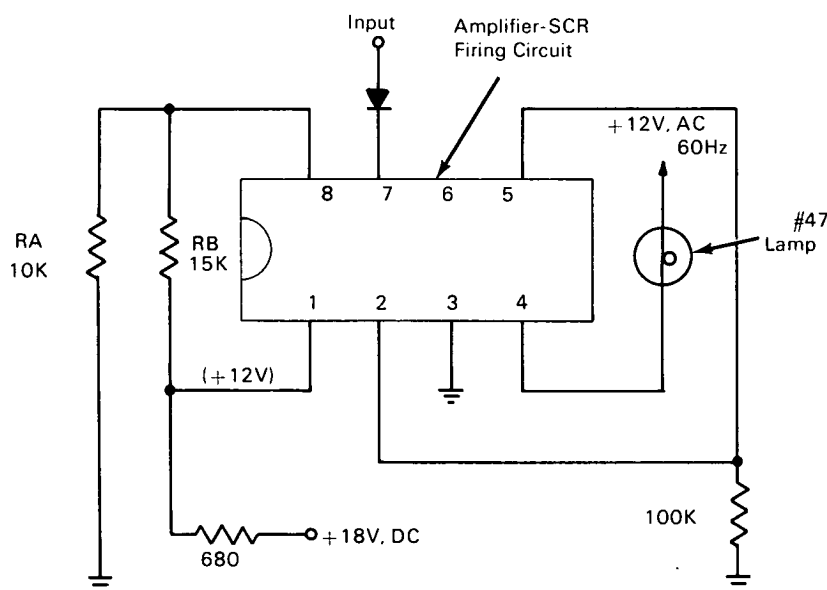 Input
Amplifier-SCR
Firing Circuit
+12V, AC
60Hz
8 7 6 5
#47
Lamp
RA
10K
RB
15K
1 2 3 4
(+12V)
100K
+18V, DC
680